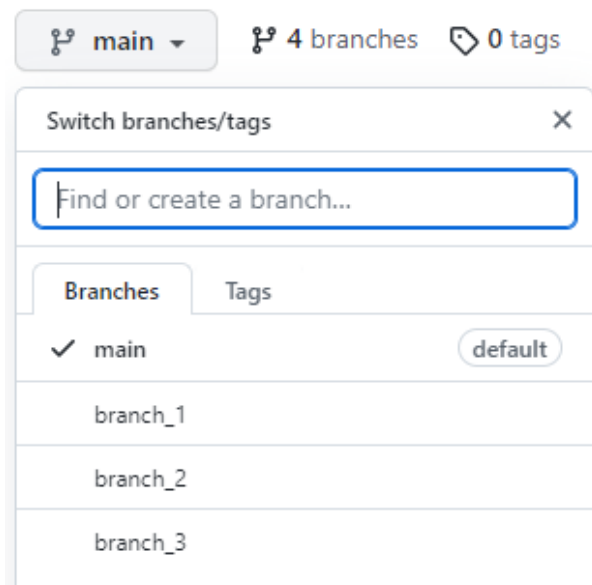 main 4 branches 0 tags
Switch branches/tags
Find or create a branch...
Branches Tags
main default
branch_1
branch_2
branch_3